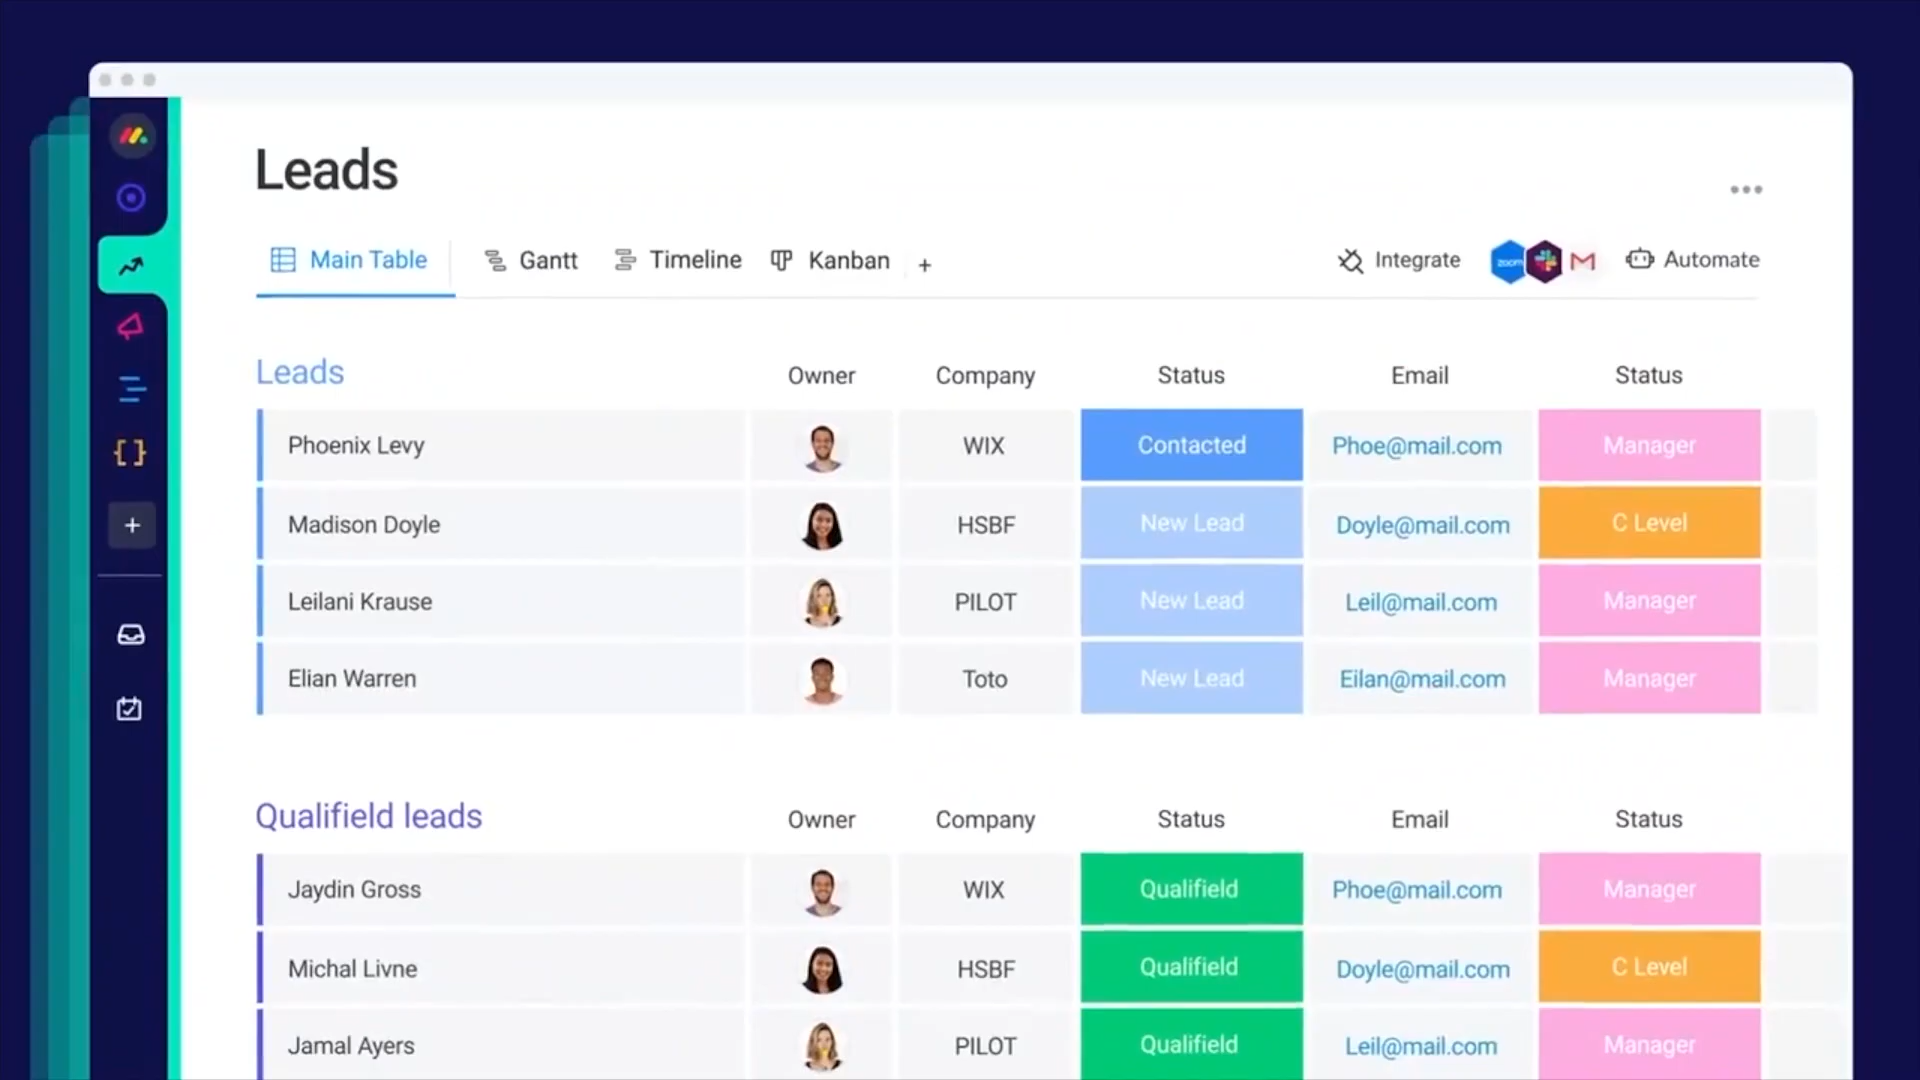 Leads
Main Table Gantt Timeline Kanban + Integrate zoom Automate
Leads Owner Company Status Email Status
Phoenix Levy WIX Contacted Phoe@mail.com Manager
Madison Doyle HSBF New Lead Doyle@mail.com C Level
Leilani Krause PILOT New Lead Leil@mail.com Manager
Elian Warren Toto New Lead Eilan@mail.com Manager
Qualifield leads Owner Company Status Email Status
Jaydin Gross WIX Qualifield Phoe@mail.com Manager
Michal Livne HSBF Qualifield Doyle@mail.com C Level
Jamal Ayers PILOT Qualifield Leil@mail.com Manager